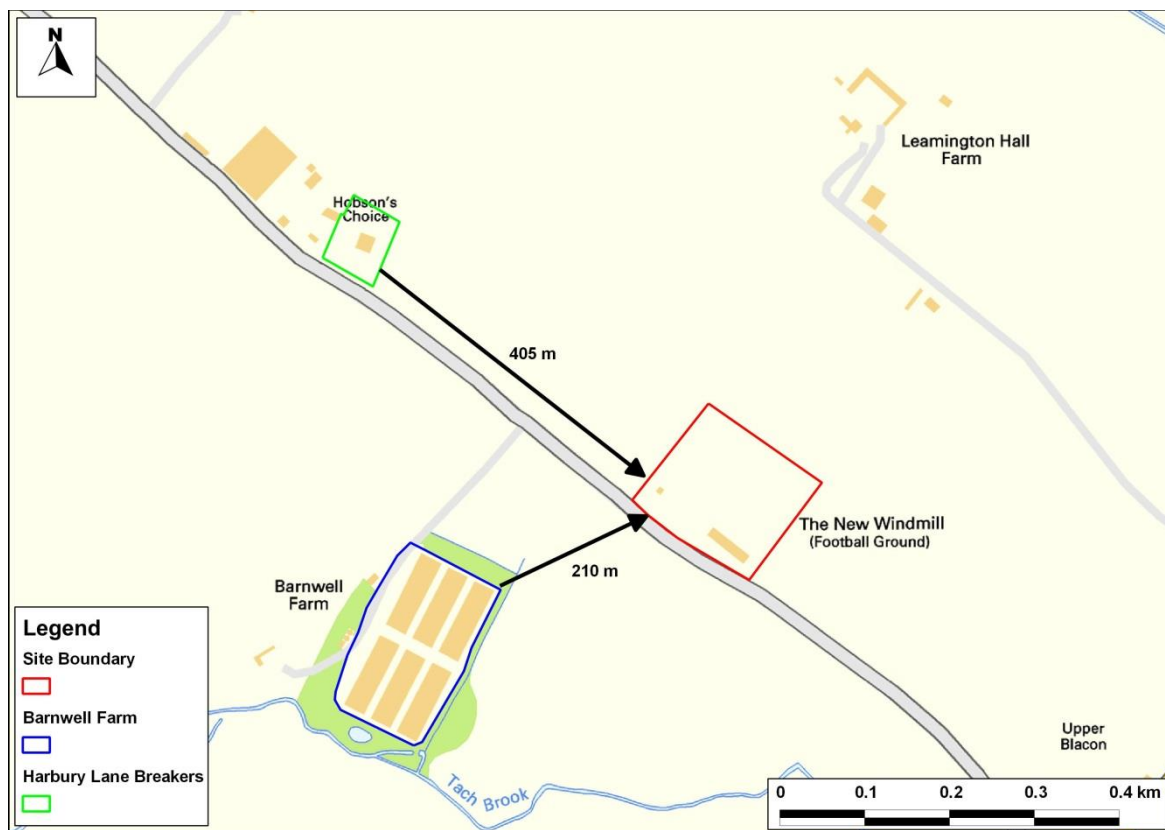 N
Leamington Hall
Farm
Hobson's
Choice
405 m
The New Windmill
(Football Ground)
210 m
Barnwell
Farm
Legend
Site Boundary
Barnwell Farm
Harbury Lane Breakers
Tach Brook
Upper
Blacon
0 0.1 0.2 0.3 0.4 km